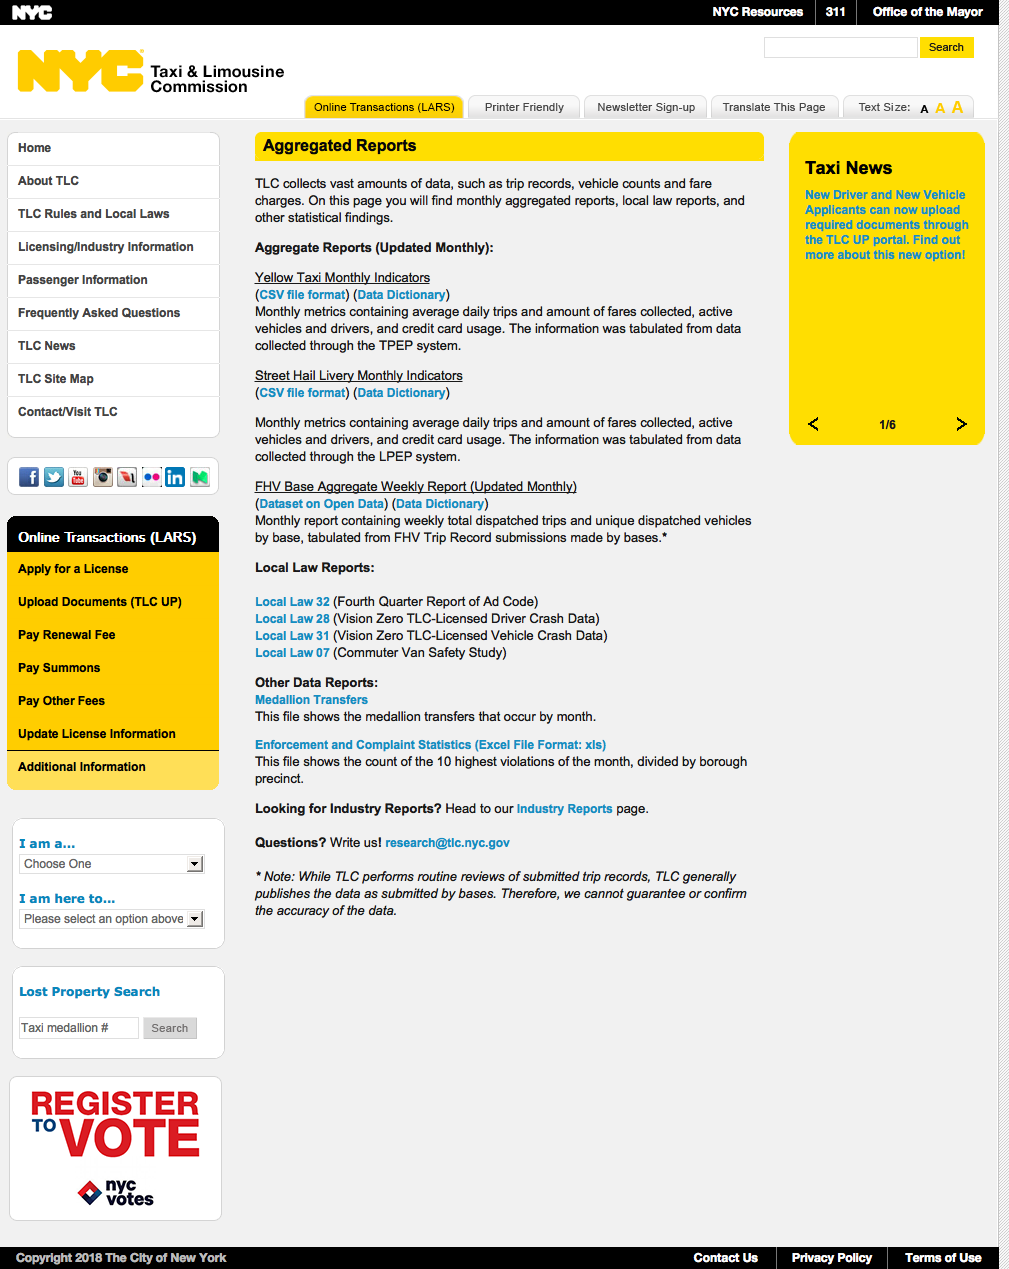 NYC
NYC Resources
311
Office of the Mayor
Search
NYC Taxi & Limousine
Commission
Online Transactions (LARS)
Printer Friendly
Newsletter Sign-up
Translate This Page
Text Size: A A A
Home
About TLC
TLC Rules and Local Laws
Licensing/Industry Information
Passenger Information
Frequently Asked Questions
TLC News
TLC Site Map
Contact/Visit TLC
You
Tube
Online Transactions (LARS)
Apply for a License
Upload Documents (TLC UP)
Pay Renewal Fee
Pay Summons
Pay Other Fees
Update License Information
Additional Information
I am a...
Choose One
I am here to...
Please select an option above
Lost Property Search
Taxi medallion #
Search
REGISTER
TO VOTE
nyc
votes
Aggregated Reports
TLC collects vast amounts of data, such as trip records, vehicle counts and fare
charges. On this page you will find monthly aggregated reports, local law reports, and
other statistical findings.
Aggregate Reports (Updated Monthly):
Yellow Taxi Monthly Indicators
(CSV file format) (Data Dictionary)
Monthly metrics containing average daily trips and amount of fares collected, active
vehicles and drivers, and credit card usage. The information was tabulated from data
collected through the TPEP system.
Street Hail Livery Monthly Indicators
(CSV file format) (Data Dictionary)
Monthly metrics containing average daily trips and amount of fares collected, active
vehicles and drivers, and credit card usage. The information was tabulated from data
collected through the LPEP system.
FHV Base Aggregate Weekly Report (Updated Monthly)
(Dataset on Open Data) (Data Dictionary)
Monthly report containing weekly total dispatched trips and unique dispatched vehicles
by base, tabulated from FHV Trip Record submissions made by bases.*
Local Law Reports:
Local Law 32 (Fourth Quarter Report of Ad Code)
Local Law 28 (Vision Zero TLC-Licensed Driver Crash Data)
Local Law 31 (Vision Zero TLC-Licensed Vehicle Crash Data)
Local Law 07 (Commuter Van Safety Study)
Other Data Reports:
Medallion Transfers
This file shows the medallion transfers that occur by month.
Enforcement and Complaint Statistics (Excel File Format: xls)
This file shows the count of the 10 highest violations of the month, divided by borough
precinct.
Looking for Industry Reports? Head to our Industry Reports page.
Questions? Write us! research@tlc.nyc.gov
* Note: While TLC performs routine reviews of submitted trip records, TLC generally
publishes the data as submitted by bases. Therefore, we cannot guarantee or confirm
the accuracy of the data.
Taxi News
New Driver and New Vehicle
Applicants can now upload
required documents through
the TLC UP portal. Find out
more about this new option!
< 1/6 >
Copyright 2018 The City of New York
Contact Us
Privacy Policy
Terms of Use